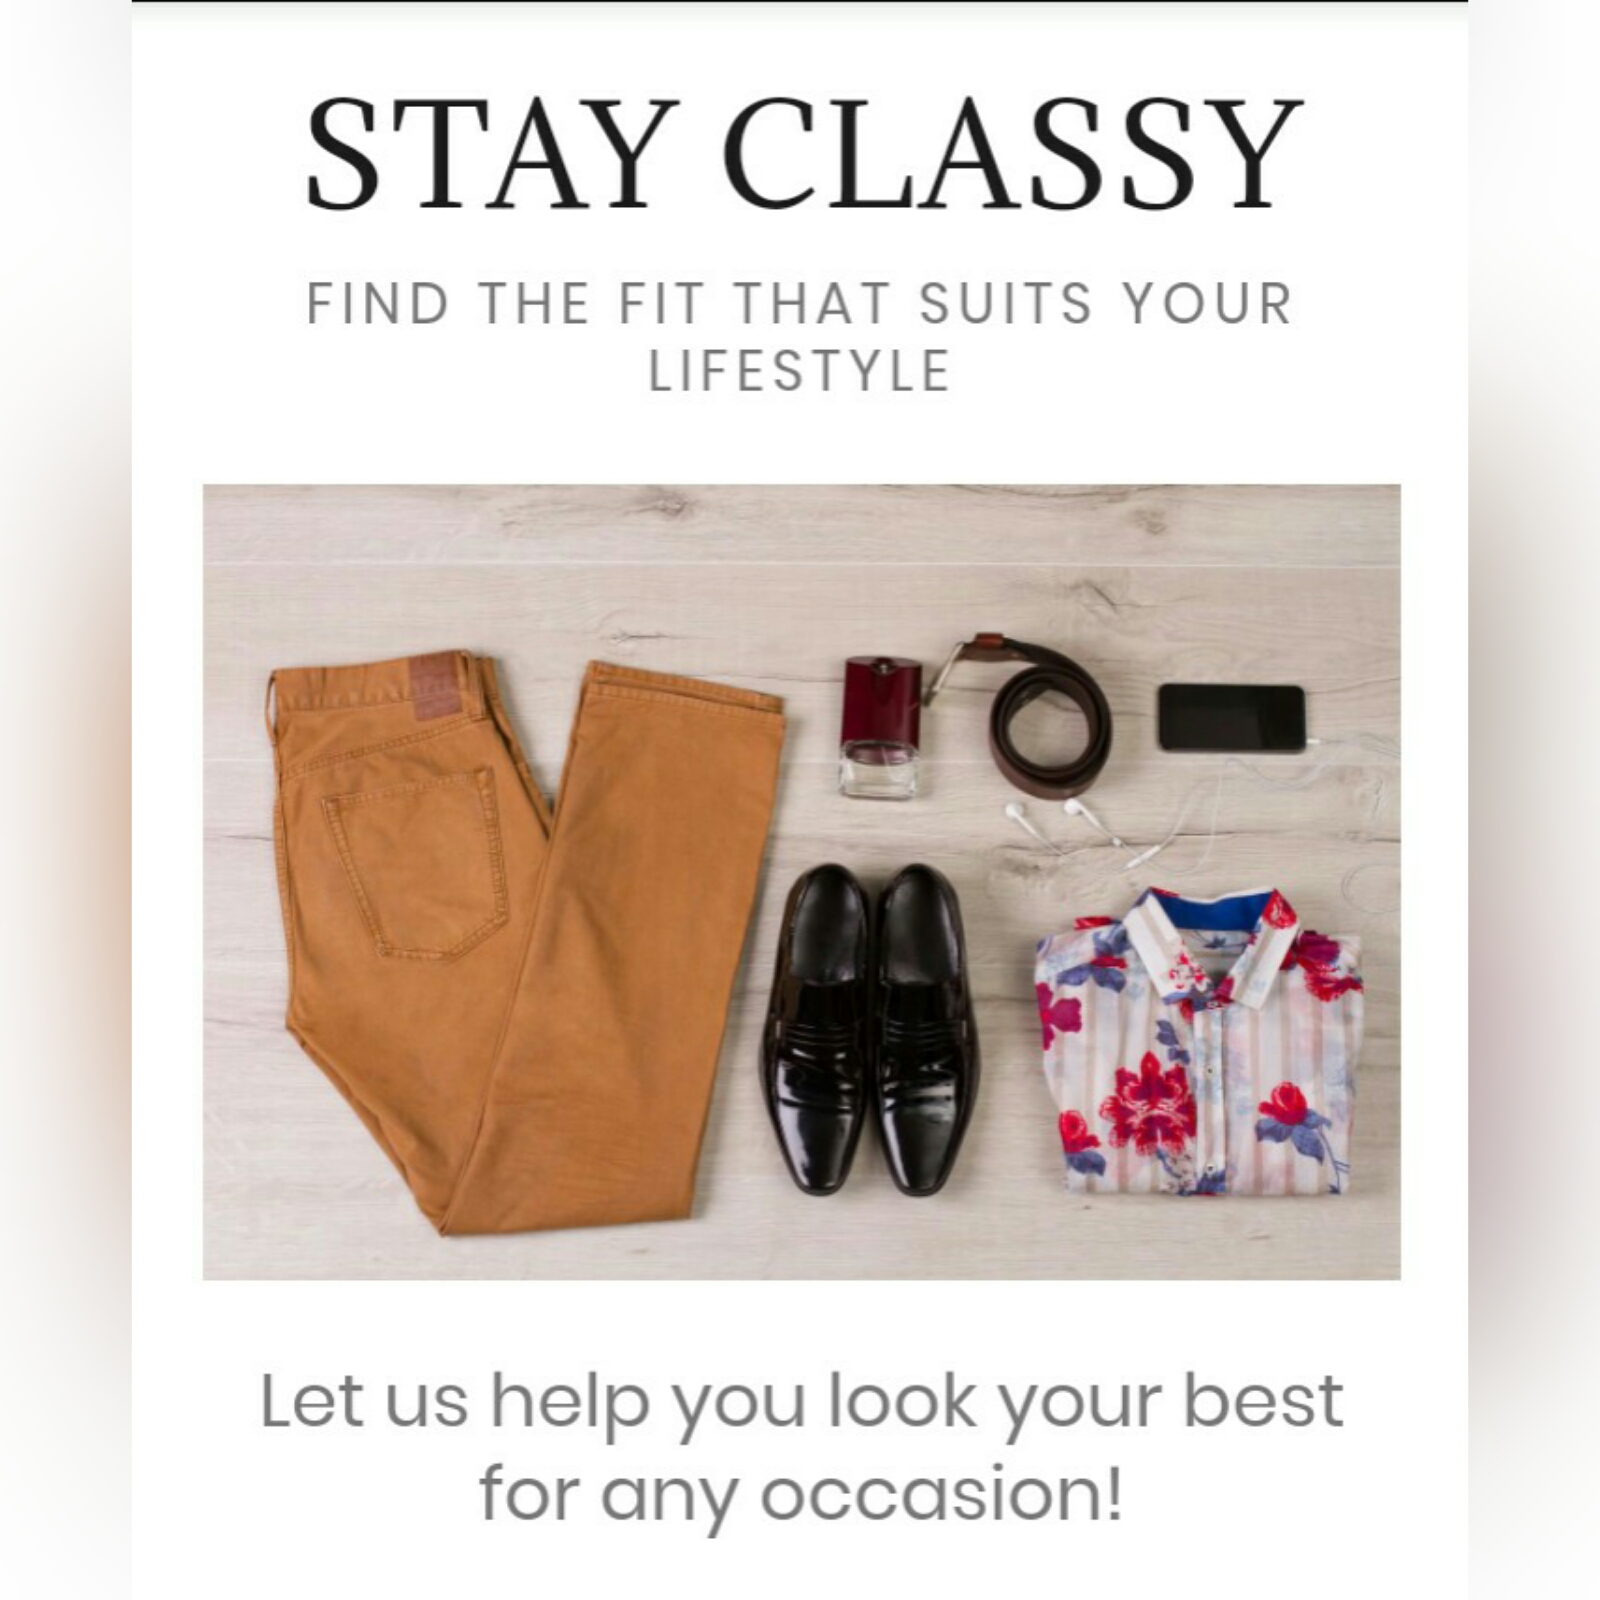 STAY CLASSY
FIND THE FIT THAT SUITS YOUR
LIFESTYLE
Let us help you look your best
for any occasion!